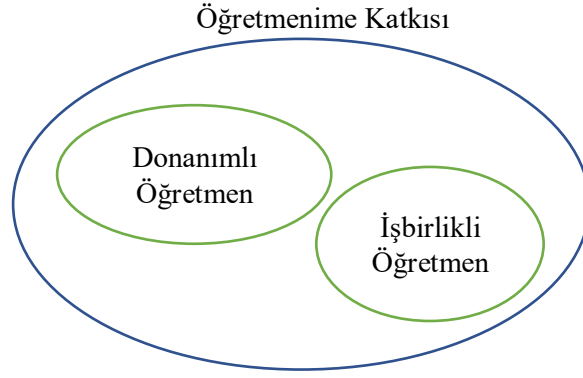 Öğretmenime Katkısı
Donanımlı
Öğretmen
İşbirlikli
Öğretmen